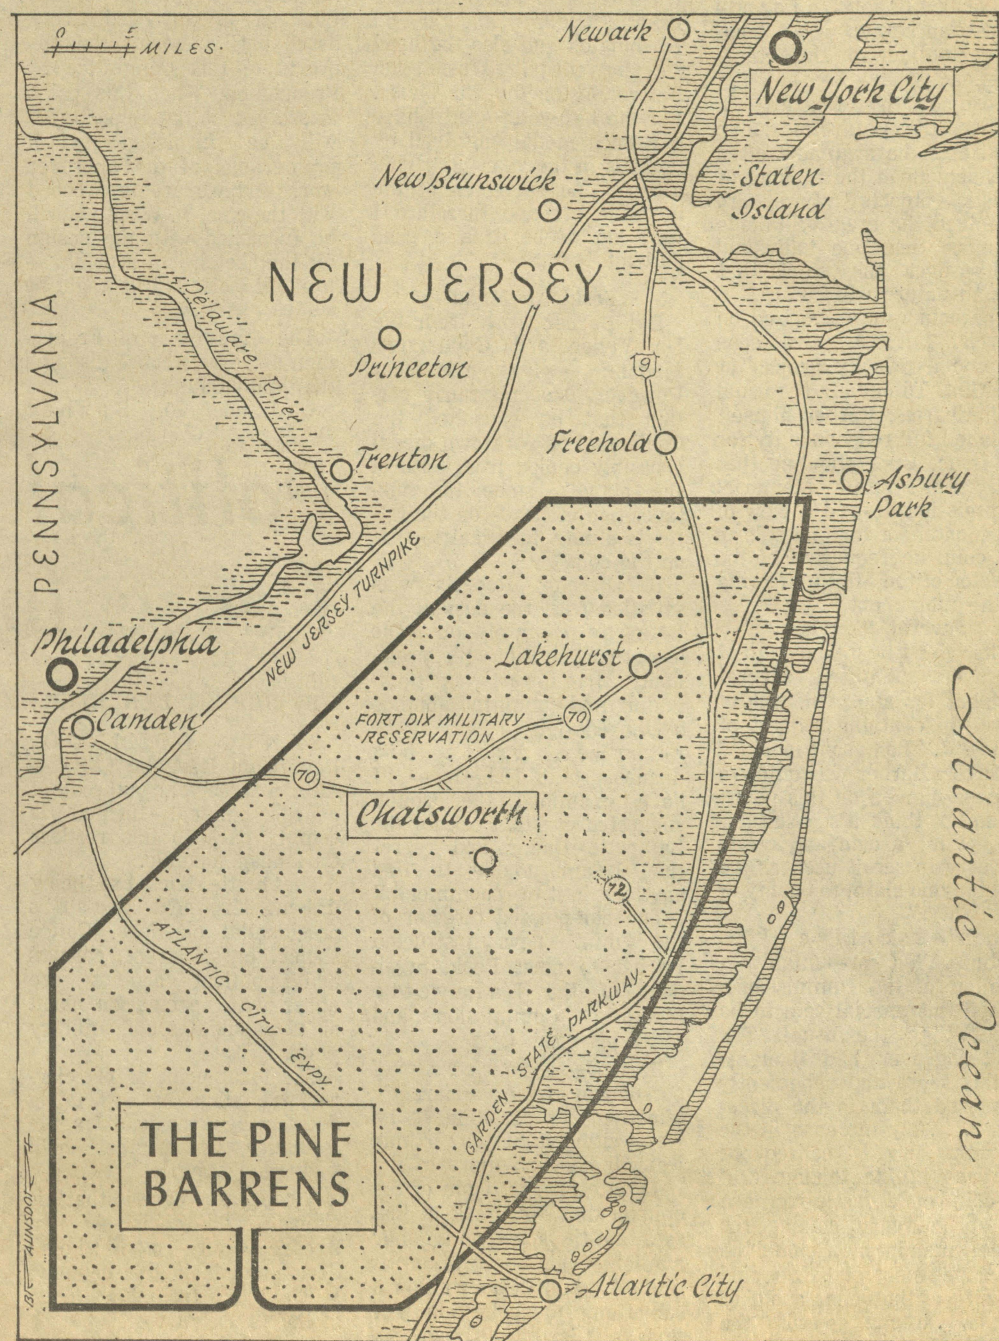 0 5
MILES.
Newark
New York City
New Brunswick
Staten
Island
NEW JERSEY
PENNSYLVANIA
Delaware River
Princeton
9
Freehold
Trenton
Asbury
Park
NEW JERSEY TURNPIKE
Philadelphia
Lakehurst
Camden
FORT DIX MILITARY
RESERVATION
70
70
Chatsworth
72
Atlantic Ocean
ATLANTIC CITY EXPY.
GARDEN STATE PARKWAY
THE PINE
BARRENS
Atlantic City